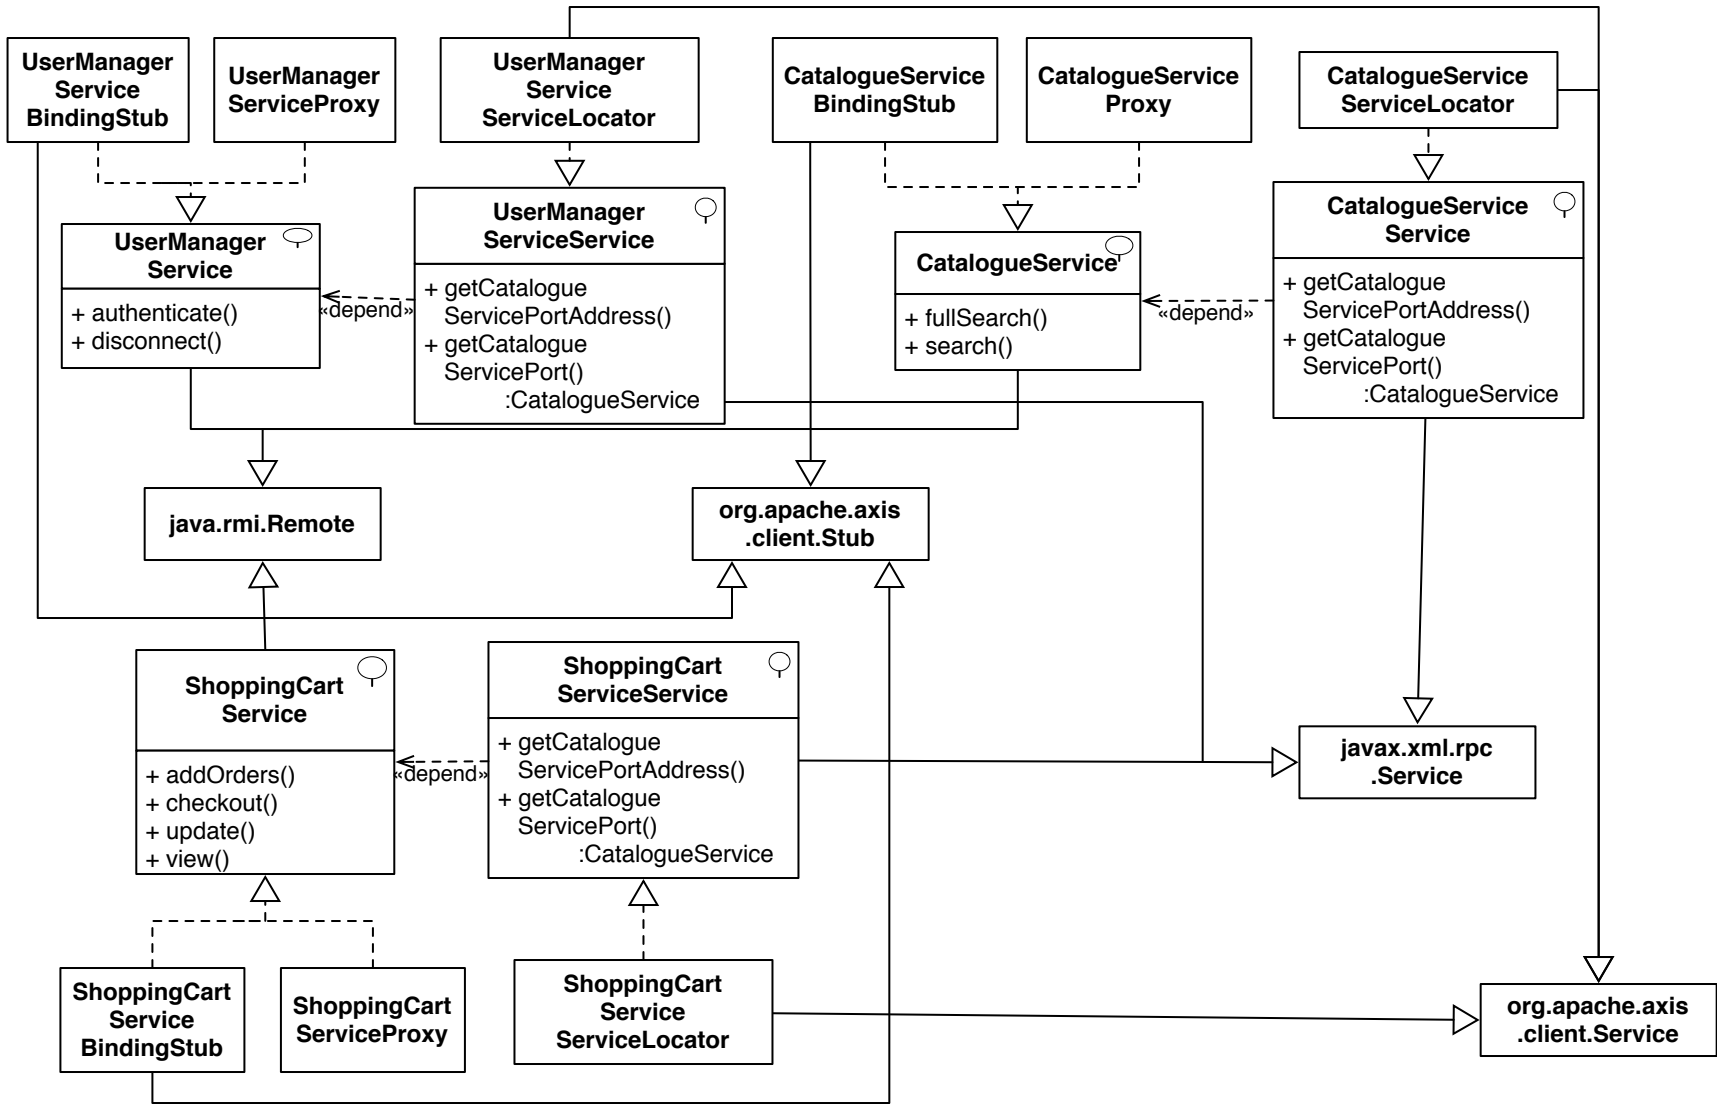 UserManager
Service
BindingStub
UserManager
ServiceProxy
UserManager
Service
ServiceLocator
CatalogueService
BindingStub
CatalogueService
Proxy
CatalogueService
ServiceLocator
UserManager
Service
+ authenticate()
+ disconnect()
«depend»
UserManager
ServiceService
+ getCatalogue
ServicePortAddress()
+ getCatalogue
ServicePort()
:CatalogueService
CatalogueService
+ fullSearch()
+ search()
«depend»
CatalogueService
Service
+ getCatalogue
ServicePortAddress()
+ getCatalogue
ServicePort()
:CatalogueService
java.rmi.Remote
org.apache.axis
.client.Stub
ShoppingCart
Service
+ addOrders()
+ checkout()
+ update()
+ view()
«depend»
ShoppingCart
ServiceService
+ getCatalogue
ServicePortAddress()
+ getCatalogue
ServicePort()
:CatalogueService
javax.xml.rpc
.Service
ShoppingCart
Service
BindingStub
ShoppingCart
ServiceProxy
ShoppingCart
Service
ServiceLocator
org.apache.axis
.client.Service